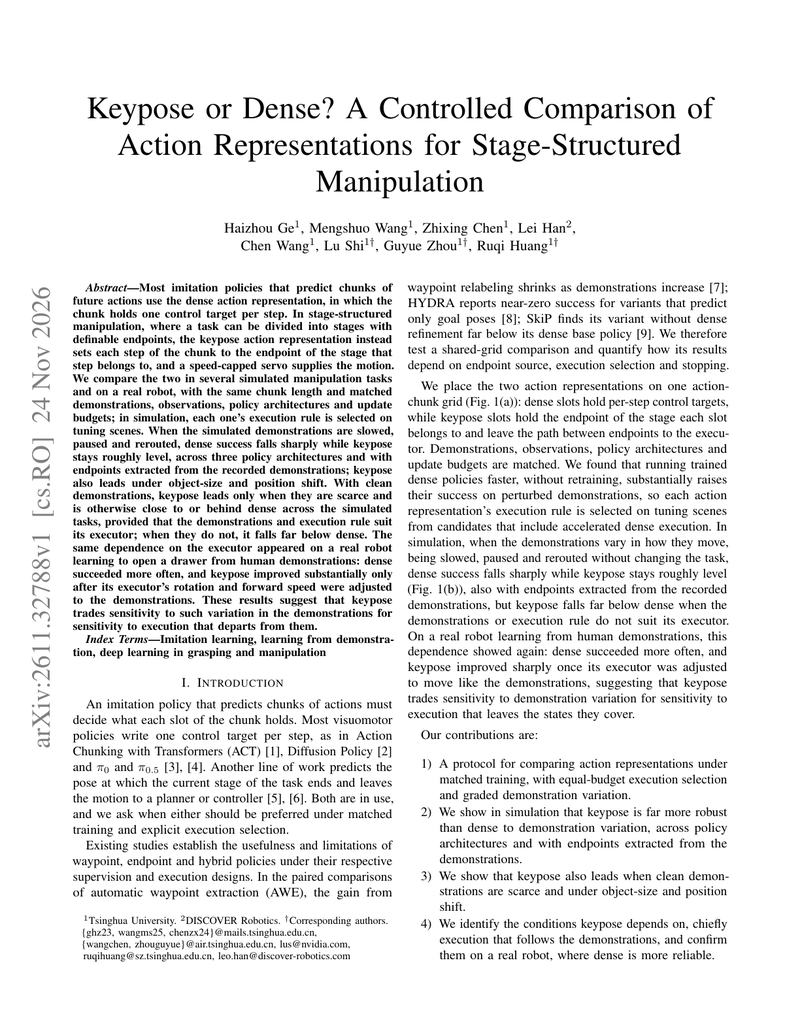 Keypose or Dense? A Controlled Comparison of
Action Representations for Stage-Structured
Manipulation
Haizhou Ge1, Mengshuo Wang1, Zhixing Chen1, Lei Han2,
Chen Wang1, Lu Shi1†, Guyue Zhou1†, Ruqi Huang1†
arXiv:2611.32788v1 [cs.RO] 24 Nov 2026
Abstract—Most imitation policies that predict chunks of
future actions use the dense action representation, in which the
chunk holds one control target per step. In stage-structured
manipulation, where a task can be divided into stages with
definable endpoints, the keypose action representation instead
sets each step of the chunk to the endpoint of the stage that
step belongs to, and a speed-capped servo supplies the motion.
We compare the two in several simulated manipulation tasks
and on a real robot, with the same chunk length and matched
demonstrations, observations, policy architectures and update
budgets; in simulation, each one's execution rule is selected on
tuning scenes. When the simulated demonstrations are slowed,
paused and rerouted, dense success falls sharply while keypose
stays roughly level, across three policy architectures and with
endpoints extracted from the recorded demonstrations; keypose
also leads under object-size and position shift. With clean
demonstrations, keypose leads only when they are scarce and
is otherwise close to or behind dense across the simulated
tasks, provided that the demonstrations and execution rule suit
its executor; when they do not, it falls far below dense. The
same dependence on the executor appeared on a real robot
learning to open a drawer from human demonstrations: dense
succeeded more often, and keypose improved substantially only
after its executor's rotation and forward speed were adjusted
to the demonstrations. These results suggest that keypose
trades sensitivity to such variation in the demonstrations for
sensitivity to execution that departs from them.
Index Terms—Imitation learning, learning from demonstra-
tion, deep learning in grasping and manipulation
I. INTRODUCTION
An imitation policy that predicts chunks of actions must
decide what each slot of the chunk holds. Most visuomotor
policies write one control target per step, as in Action
Chunking with Transformers (ACT) [1], Diffusion Policy [2]
and π0 and π0.5 [3], [4]. Another line of work predicts the
pose at which the current stage of the task ends and leaves
the motion to a planner or controller [5], [6]. Both are in use,
and we ask when either should be preferred under matched
training and explicit execution selection.
Existing studies establish the usefulness and limitations of
waypoint, endpoint and hybrid policies under their respective
supervision and execution designs. In the paired comparisons
of automatic waypoint extraction (AWE), the gain from
1Tsinghua University. 2DISCOVER Robotics. †Corresponding authors.
{ghz23, wangms25, chenzx24}@mails.tsinghua.edu.cn,
{wangchen, zhouguyue}@air.tsinghua.edu.cn, lus@nvidia.com,
ruqihuang@sz.tsinghua.edu.cn, leo.han@discover-robotics.com
waypoint relabeling shrinks as demonstrations increase [7];
HYDRA reports near-zero success for variants that predict
only goal poses [8]; SkiP finds its variant without dense
refinement far below its dense base policy [9]. We therefore
test a shared-grid comparison and quantify how its results
depend on endpoint source, execution selection and stopping.
We place the two action representations on one action-
chunk grid (Fig. 1(a)): dense slots hold per-step control targets,
while keypose slots hold the endpoint of the stage each slot
belongs to and leave the path between endpoints to the execu-
tor. Demonstrations, observations, policy architectures and
update budgets are matched. We found that running trained
dense policies faster, without retraining, substantially raises
their success on perturbed demonstrations, so each action
representation's execution rule is selected on tuning scenes
from candidates that include accelerated dense execution. In
simulation, when the demonstrations vary in how they move,
being slowed, paused and rerouted without changing the task,
dense success falls sharply while keypose stays roughly level
(Fig. 1(b)), also with endpoints extracted from the recorded
demonstrations, but keypose falls far below dense when the
demonstrations or execution rule do not suit its executor.
On a real robot learning from human demonstrations, this
dependence showed again: dense succeeded more often, and
keypose improved sharply once its executor was adjusted
to move like the demonstrations, suggesting that keypose
trades sensitivity to demonstration variation for sensitivity to
execution that leaves the states they cover.
Our contributions are:
1) A protocol for comparing action representations under
matched training, with equal-budget execution selection
and graded demonstration variation.
2) We show in simulation that keypose is far more robust
than dense to demonstration variation, across policy
architectures and with endpoints extracted from the
demonstrations.
3) We show that keypose also leads when clean demon-
strations are scarce and under object-size and position
shift.
4) We identify the conditions keypose depends on, chiefly
execution that follows the demonstrations, and confirm
them on a real robot, where dense is more reliable.